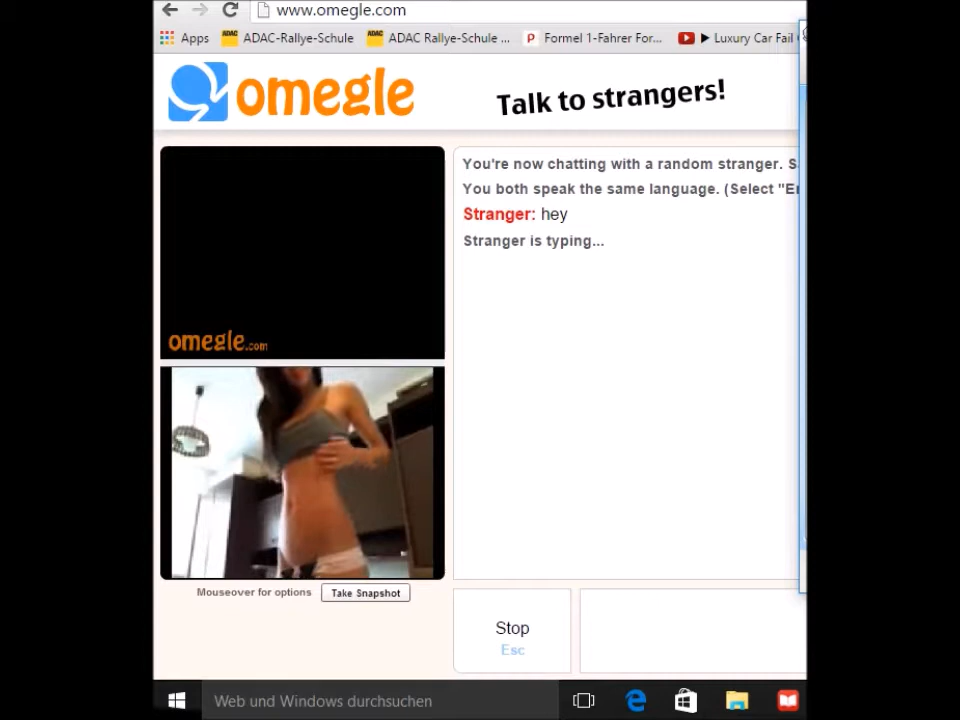 www.omegle.com
Apps ADAC-Rallye-Schule ADAC Rallye-Schule ... Formel 1-Fahrer For... ▶ Luxury Car Fail
omegle Talk to strangers!
You're now chatting with a random stranger.
You both speak the same language. (Select "En
Stranger: hey
Stranger is typing...
omegle.com
Mouseover for options Take Snapshot
Stop
Esc
Web und Windows durchsuchen